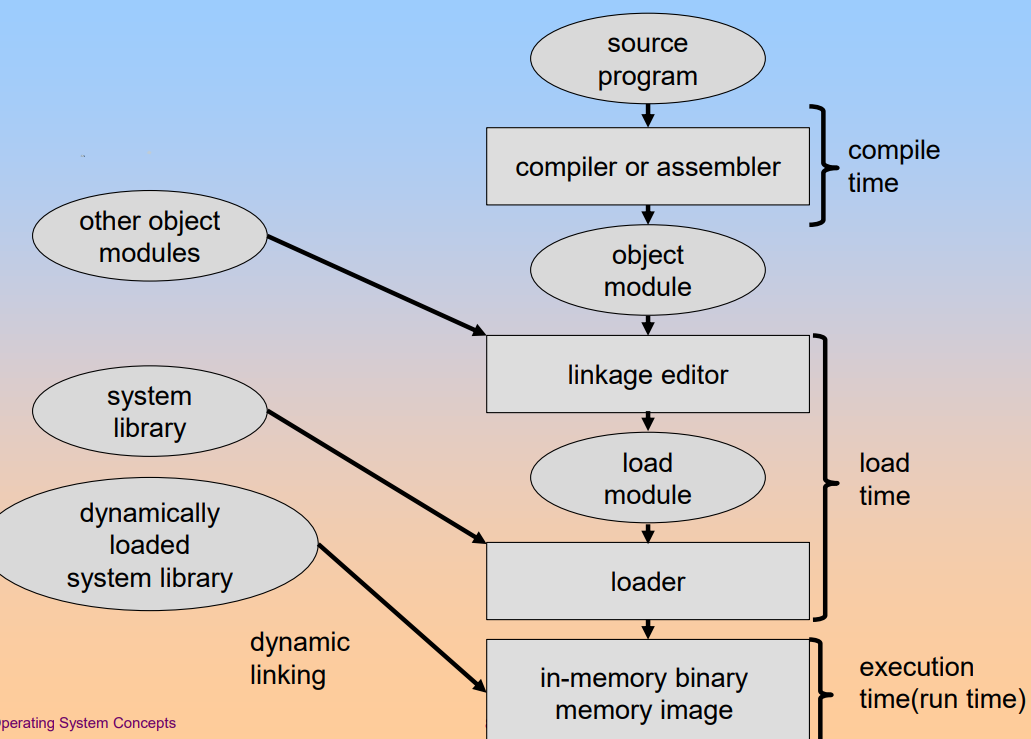 source
program
compiler or assembler
compile
time
other object
modules
object
module
linkage editor
system
library
load
module
load
time
dynamically
loaded
system library
loader
dynamic
linking
in-memory binary
memory image
execution
time(run time)
perating System Concepts